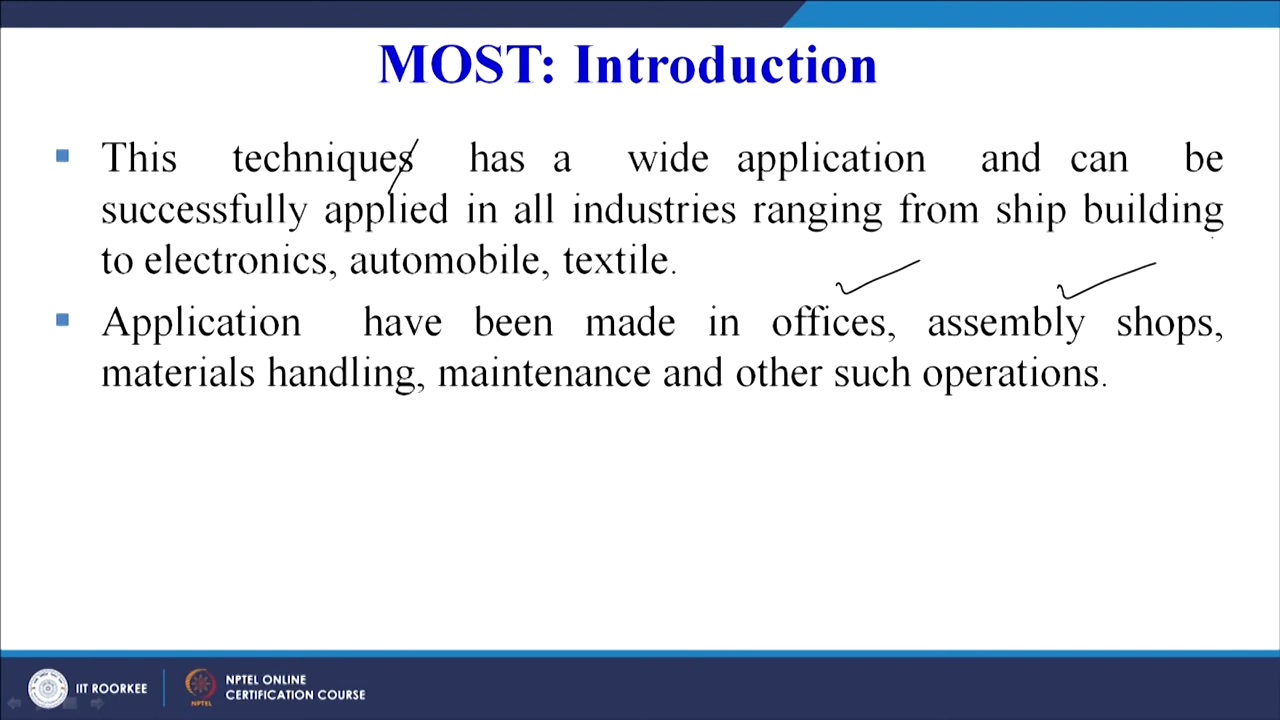 MOST: Introduction
This techniques has a wide application and can be
successfully applied in all industries ranging from ship building
to electronics, automobile, textile.
Application have been made in offices, assembly shops,
materials handling, maintenance and other such operations.
IIT ROORKEE
NPTEL
NPTEL ONLINE
CERTIFICATION COURSE